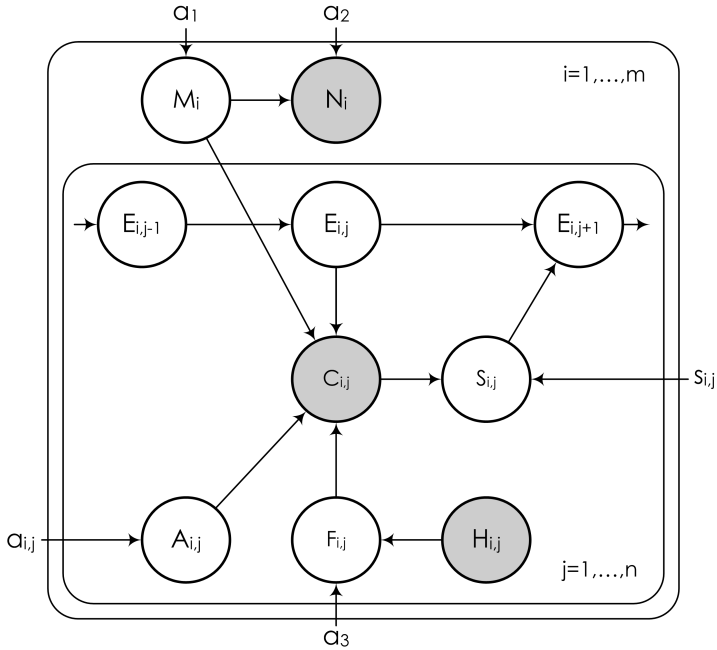 a1 a2
i=1,...,m
Mi Ni
Ei,j-1 Ei,j Ei,j+1
Ci,j Si,j si,j
ai,j Ai,j Fi,j Hi,j
j=1,...,n
a3